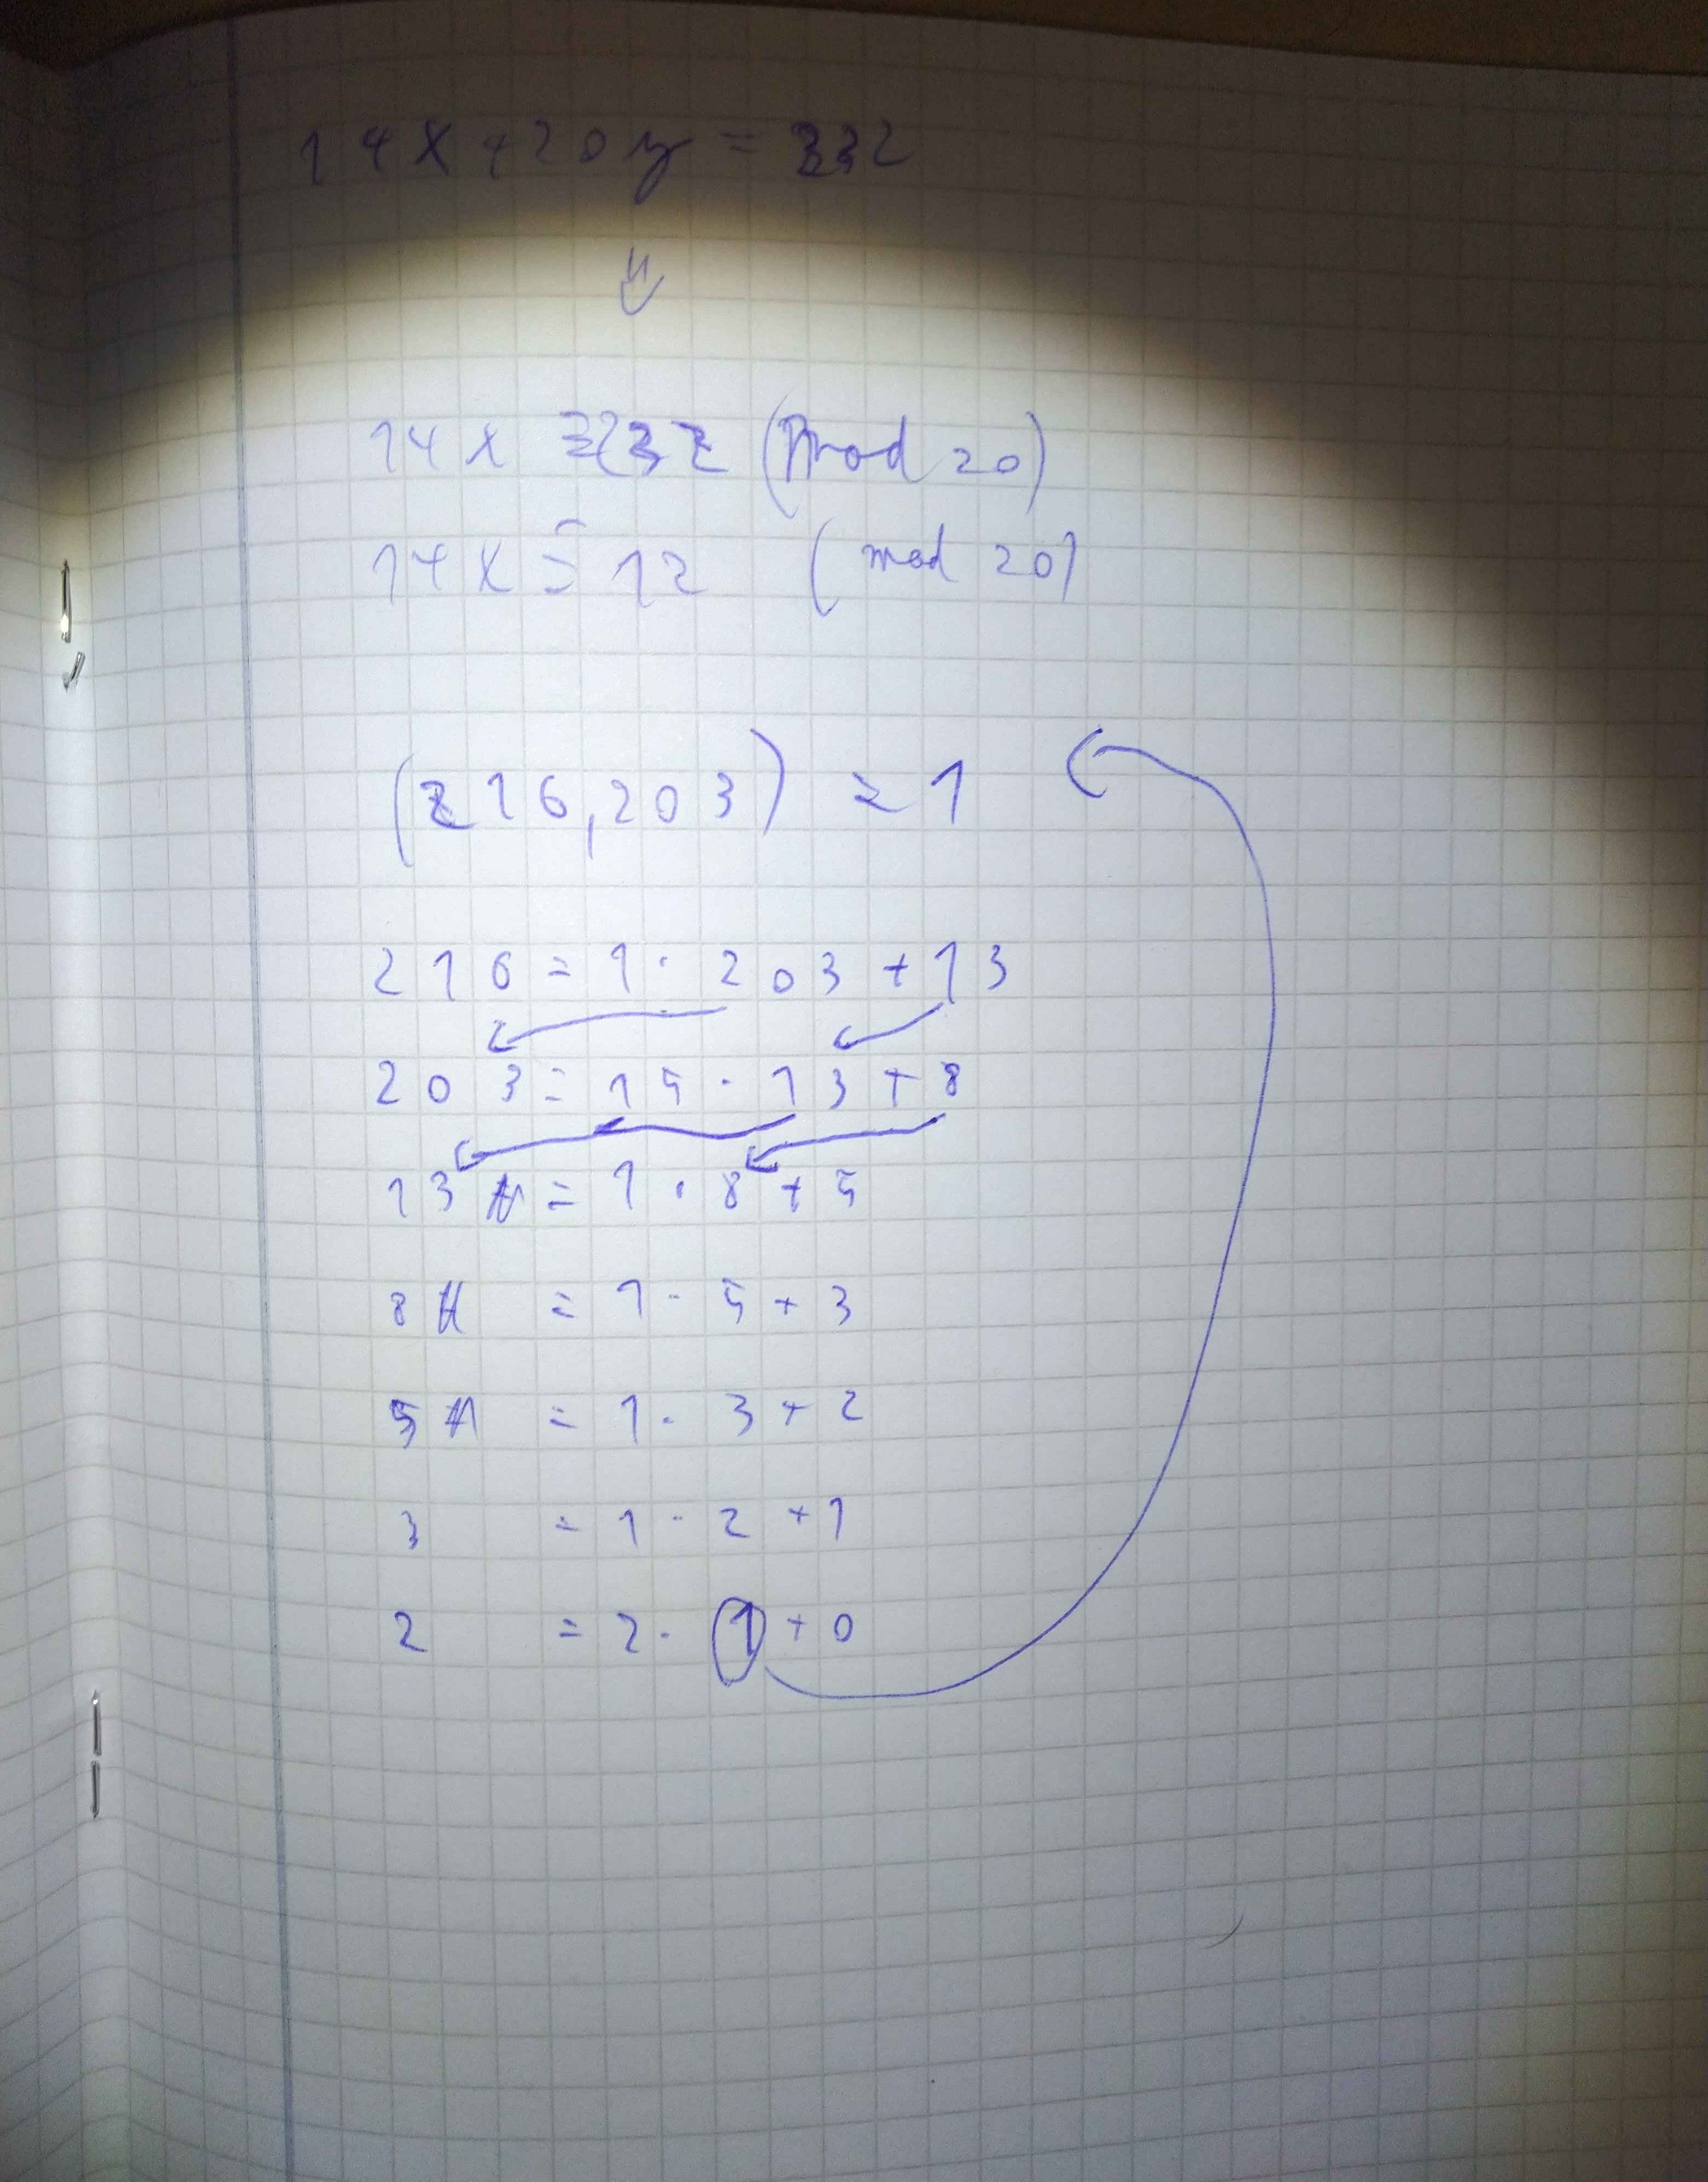 14x+20y = 332
⇓
14x ≡ 232 (mod 20)
14x ≡ 12 (mod 20)
(216,203) = 1
216 = 1 · 203 + 13
203 = 15 · 13 + 8
13 = 1 · 8 + 5
8 = 1 · 5 + 3
5 = 1 · 3 + 2
3 = 1 · 2 + 1
2 = 2 · 1 + 0